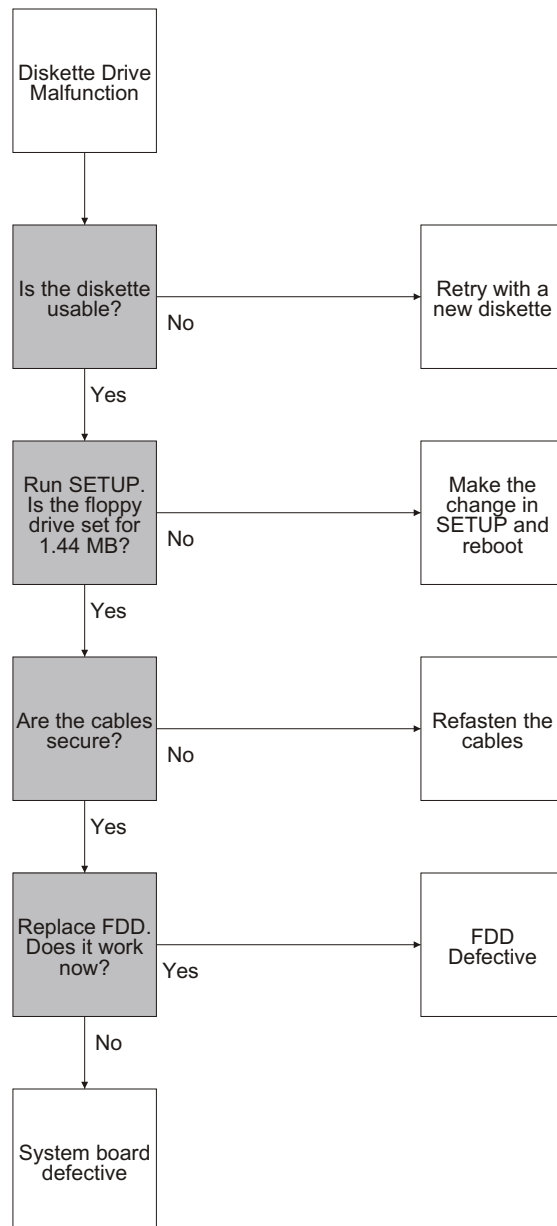 Diskette Drive
Malfunction
Is the diskette
usable?
No
Retry with a
new diskette
Yes
Run SETUP.
Is the floppy
drive set for
1.44 MB?
No
Make the
change in
SETUP and
reboot
Yes
Are the cables
secure?
No
Refasten the
cables
Yes
Replace FDD.
Does it work
now?
Yes
FDD
Defective
No
System board
defective